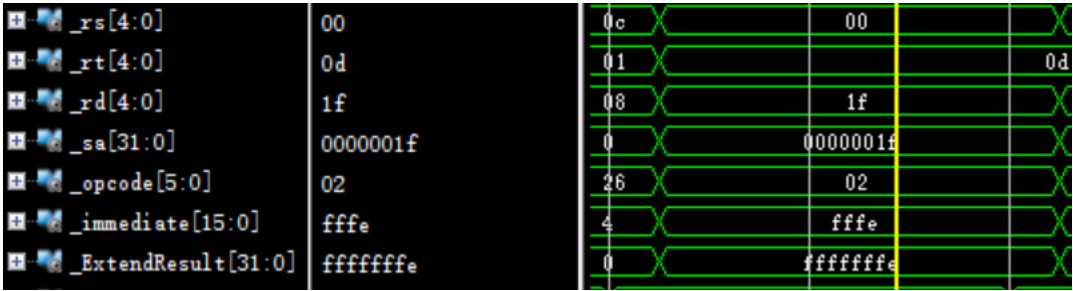 _rs[4:0] 00 0c 00
_rt[4:0] 0d 01 0d
_rd[4:0] 1f 08 1f
_sa[31:0] 0000001f 0 0000001f
_opcode[5:0] 02 26 02
_immediate[15:0] fffe 4 fffe
_ExtendResult[31:0] fffffffe 0 fffffffe